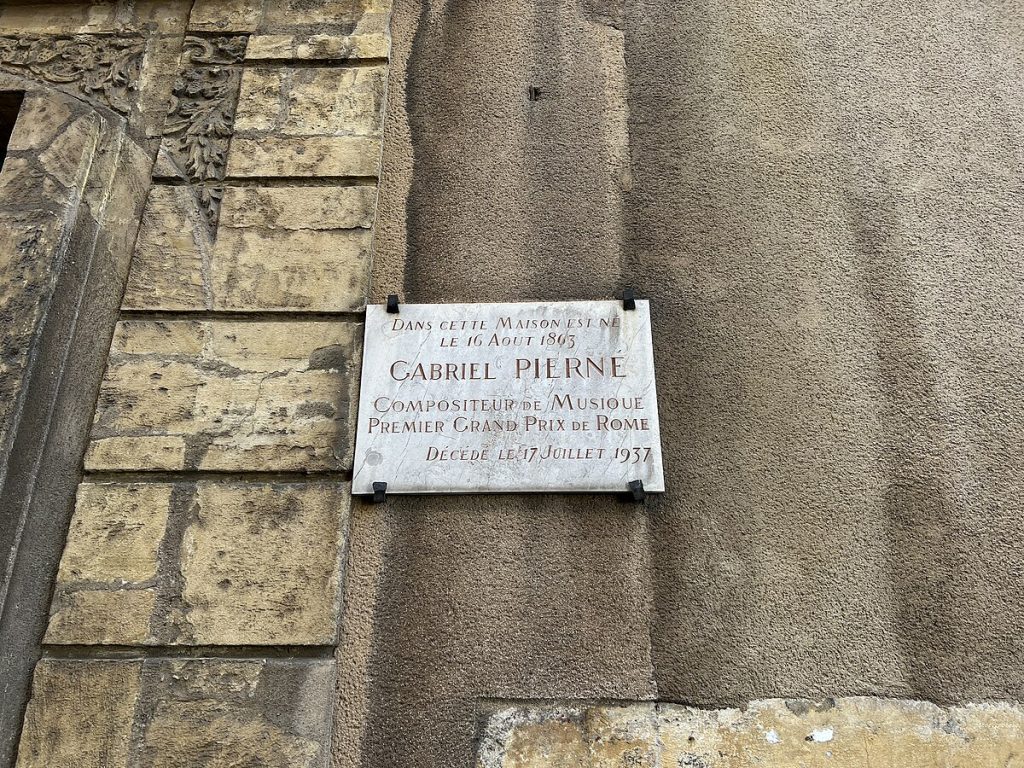 Dans cette Maison est né
le 16 Aout 1863
Gabriel PIERNÉ
Compositeur de Musique
Premier Grand Prix de Rome
Décédé le 17 Juillet 1937